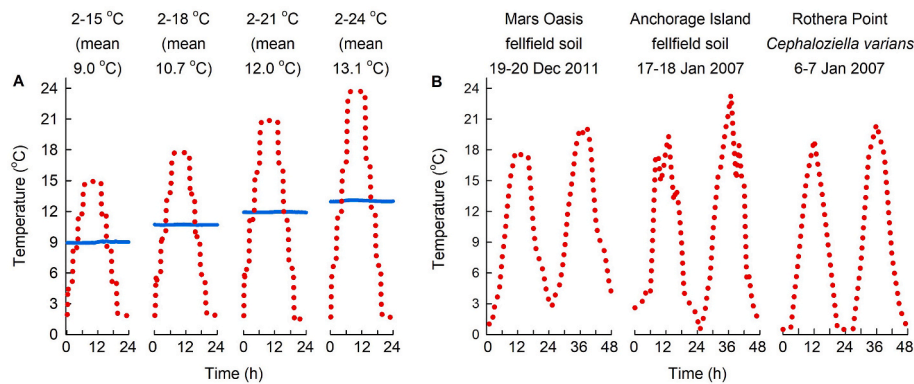 2-15 °C 2-18 °C 2-21 °C 2-24 °C
(mean (mean (mean (mean
9.0 °C) 10.7 °C) 12.0 °C) 13.1 °C)
A
24
21
18
15
12
9
6
3
0
Temperature (°C)
0 12 24 0 12 24 0 12 24 0 12 24
Time (h)
Mars Oasis Anchorage Island Rothera Point
fellfield soil fellfield soil Cephaloziella varians
19-20 Dec 2011 17-18 Jan 2007 6-7 Jan 2007
B
24
21
18
15
12
9
6
3
0
Temperature (°C)
0 12 36 48 0 12 36 48 0 12 36 48
Time (h)